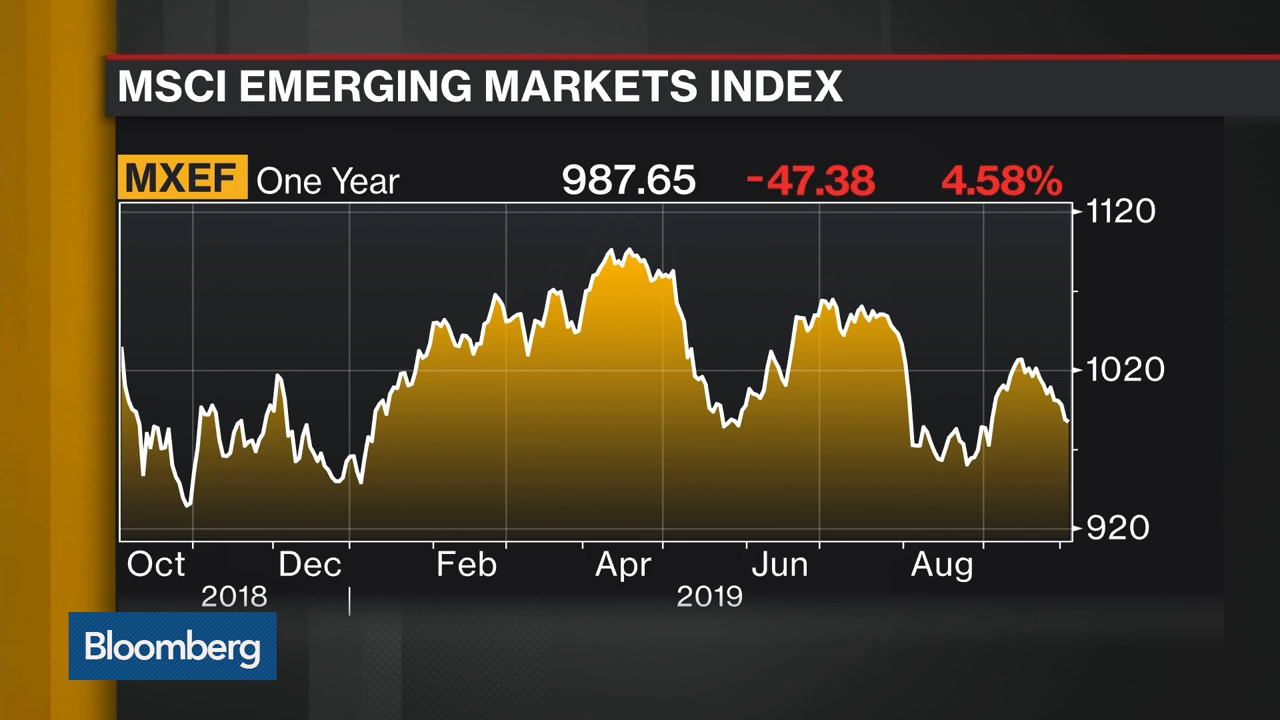 MSCI EMERGING MARKETS INDEX
MXEF One Year 987.65 -47.38 4.58%
1120
1020
920
Oct Dec Feb Apr Jun Aug
2018 2019
Bloomberg